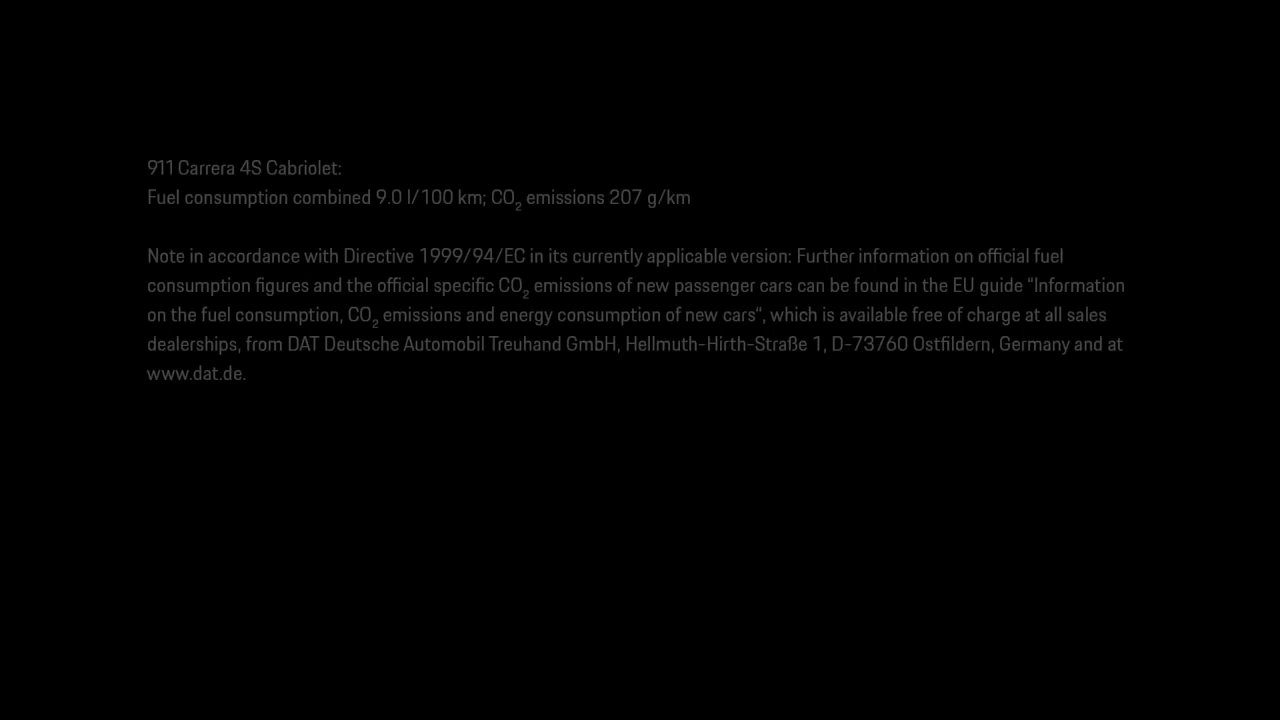 911 Carrera 4S Cabriolet:
Fuel consumption combined 9.0 l/100 km; CO₂ emissions 207 g/km
Note in accordance with Directive 1999/94/EC in its currently applicable version: Further information on official fuel
consumption figures and the official specific CO₂ emissions of new passenger cars can be found in the EU guide “Information
on the fuel consumption, CO₂ emissions and energy consumption of new cars“, which is available free of charge at all sales
dealerships, from DAT Deutsche Automobil Treuhand GmbH, Hellmuth-Hirth-Straße 1, D-73760 Ostfildern, Germany and at
www.dat.de.